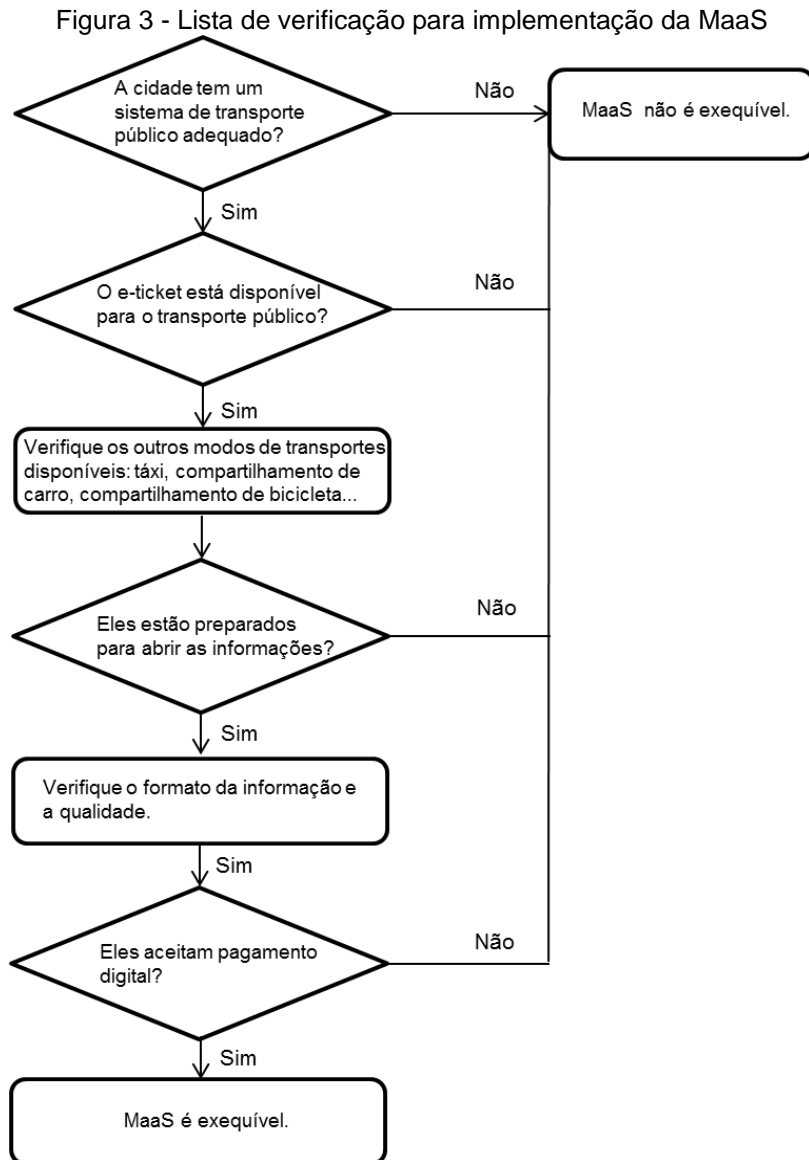 Figura 3 - Lista de verificação para implementação da MaaS
A cidade tem um
sistema de transporte
público adequado?
Não
MaaS não é exequível.
Sim
O e-ticket está disponível
para o transporte público?
Não
Sim
Verifique os outros modos de transportes
disponíveis: táxi, compartilhamento de
carro, compartilhamento de bicicleta...
Eles estão preparados
para abrir as informações?
Não
Sim
Verifique o formato da informação e
a qualidade.
Sim
Eles aceitam pagamento
digital?
Não
Sim
MaaS é exequível.